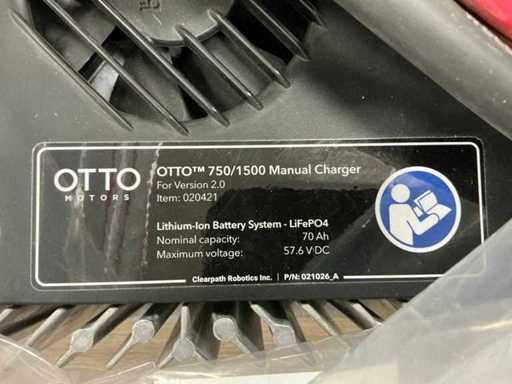 OTTO
MOTORS
OTTO™ 750/1500 Manual Charger
For Version 2.0
Item: 020421
Lithium-Ion Battery System - LiFePO4
Nominal capacity: 70 Ah
Maximum voltage: 57.6 V DC
Clearpath Robotics Inc. | P/N: 021026_A